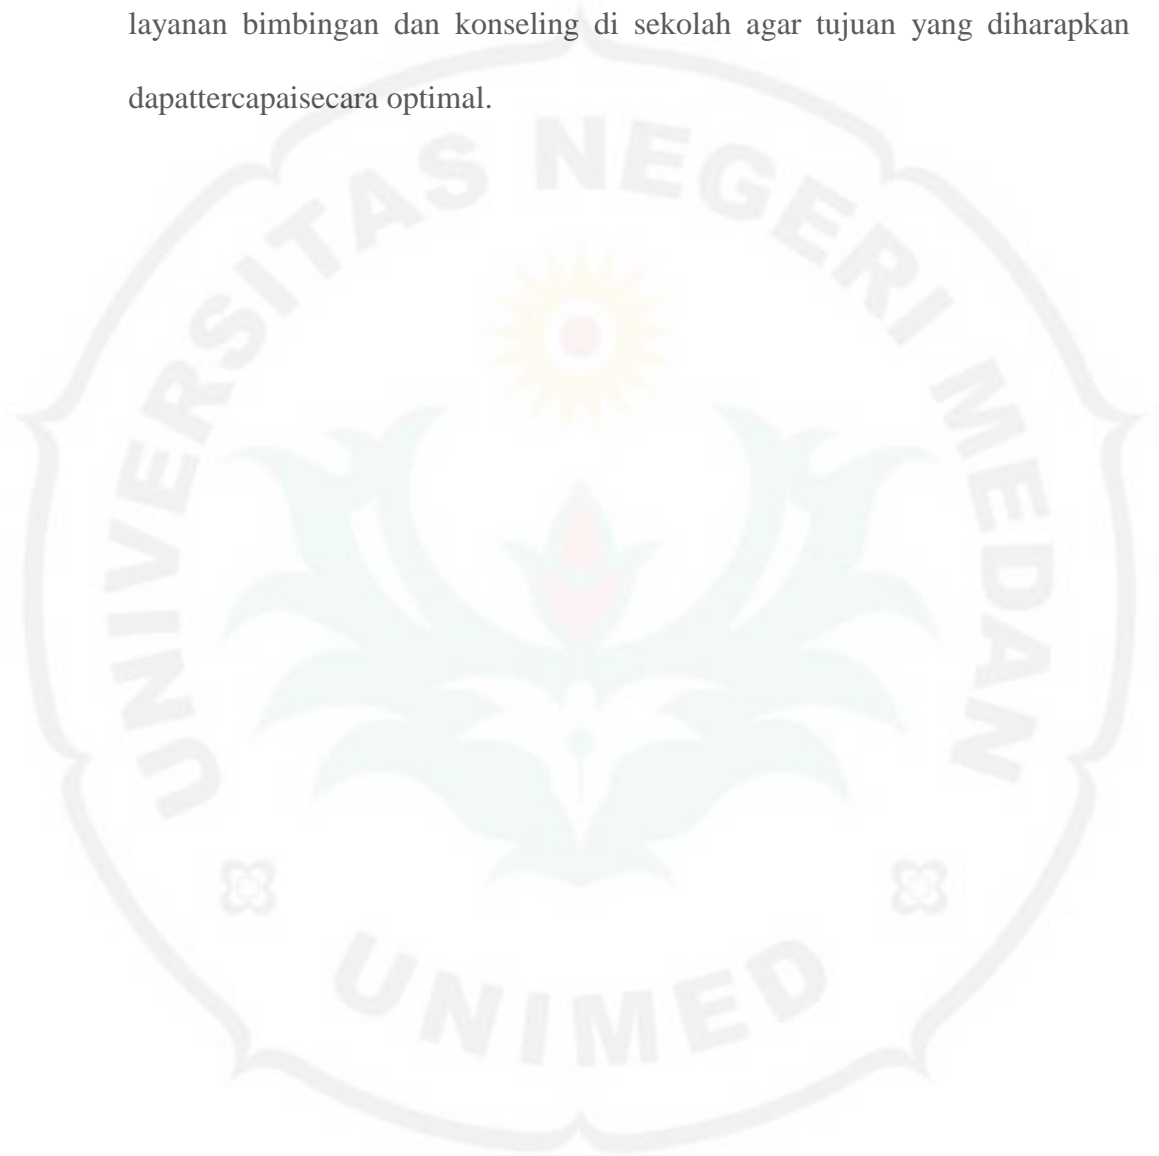 layanan bimbingan dan konseling di sekolah agar tujuan yang diharapkan
dapattercapaisecara optimal.
UNIVERSITAS NEGERI MEDAN
UNIMED